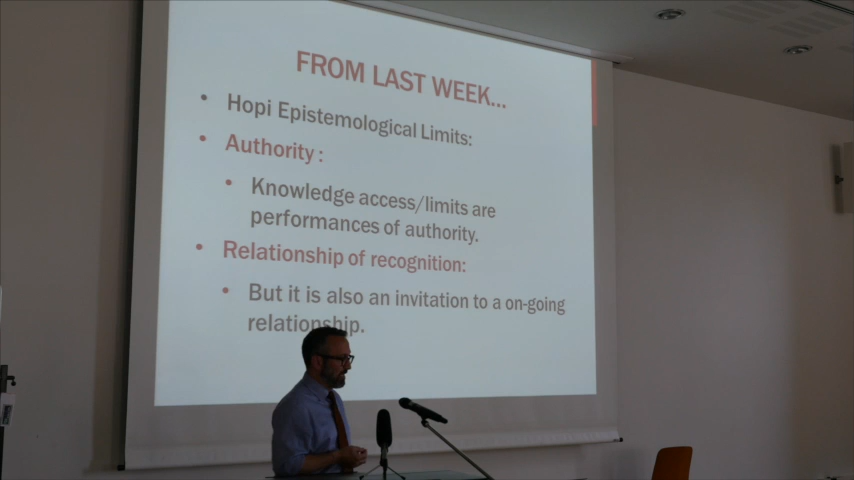 FROM LAST WEEK...
• Hopi Epistemological Limits:
• Authority :
• Knowledge access/limits are
performances of authority.
• Relationship of recognition:
• But it is also an invitation to a on-going
relationship.